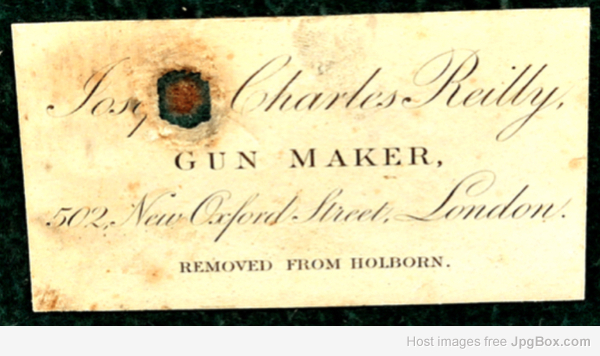 Charles Reilly,
GUN MAKER,
502, New Oxford Street, London.
REMOVED FROM HOLBORN.
Host images free JpgBox.com